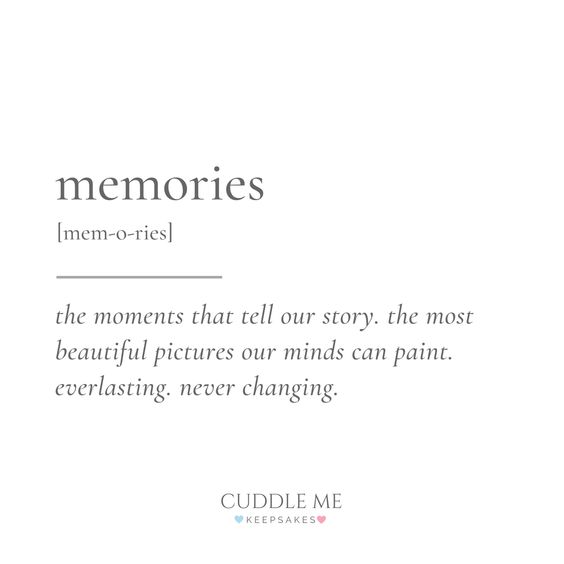 memories
[mem-o-ries]
the moments that tell our story. the most
beautiful pictures our minds can paint.
everlasting. never changing.
CUDDLE ME
KEEPSAKES